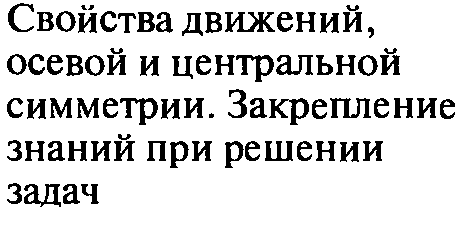 Свойства движений,
осевой и центральной
симметрии. Закрепление
знаний при решении
задач